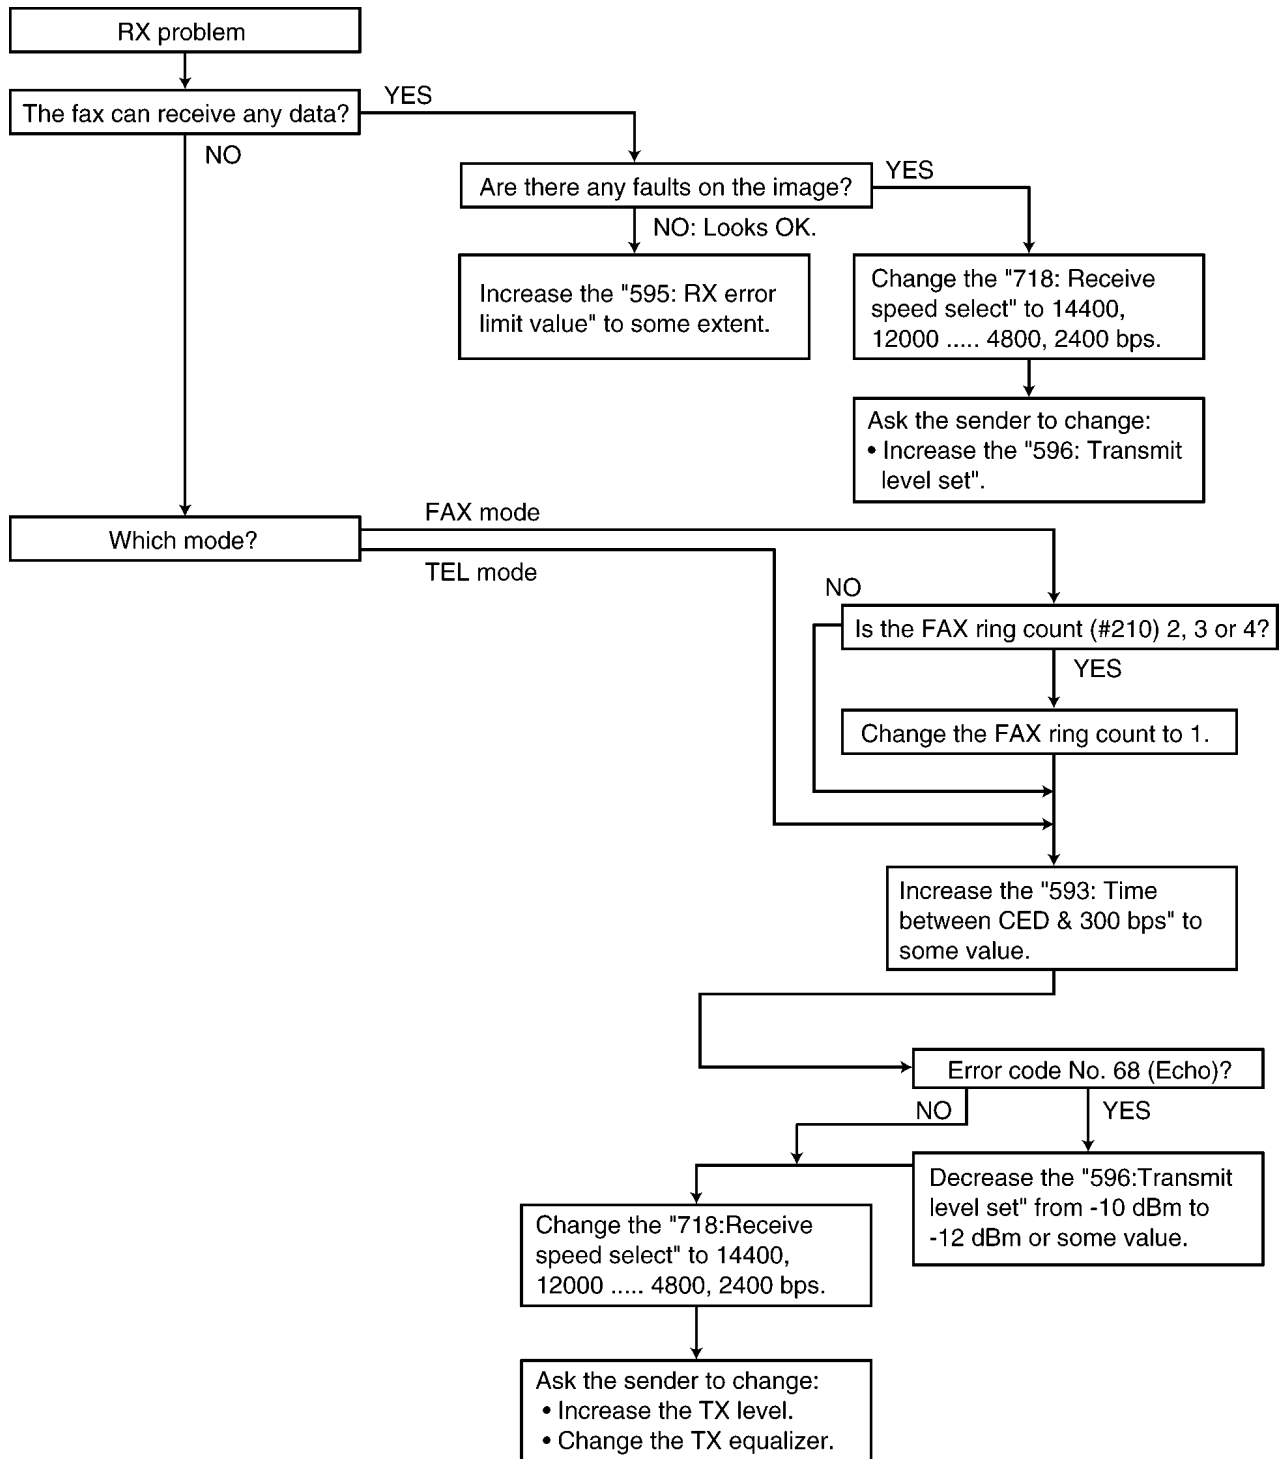 RX problem
The fax can receive any data?
YES
NO
Are there any faults on the image?
YES
NO: Looks OK.
Increase the "595: RX error
limit value" to some extent.
Change the "718: Receive
speed select" to 14400,
12000 ..... 4800, 2400 bps.
Ask the sender to change:
• Increase the "596: Transmit
level set".
Which mode?
FAX mode
TEL mode
NO
Is the FAX ring count (#210) 2, 3 or 4?
YES
Change the FAX ring count to 1.
Increase the "593: Time
between CED & 300 bps" to
some value.
Error code No. 68 (Echo)?
NO
YES
Decrease the "596:Transmit
level set" from -10 dBm to
-12 dBm or some value.
Change the "718:Receive
speed select" to 14400,
12000 ..... 4800, 2400 bps.
Ask the sender to change:
• Increase the TX level.
• Change the TX equalizer.